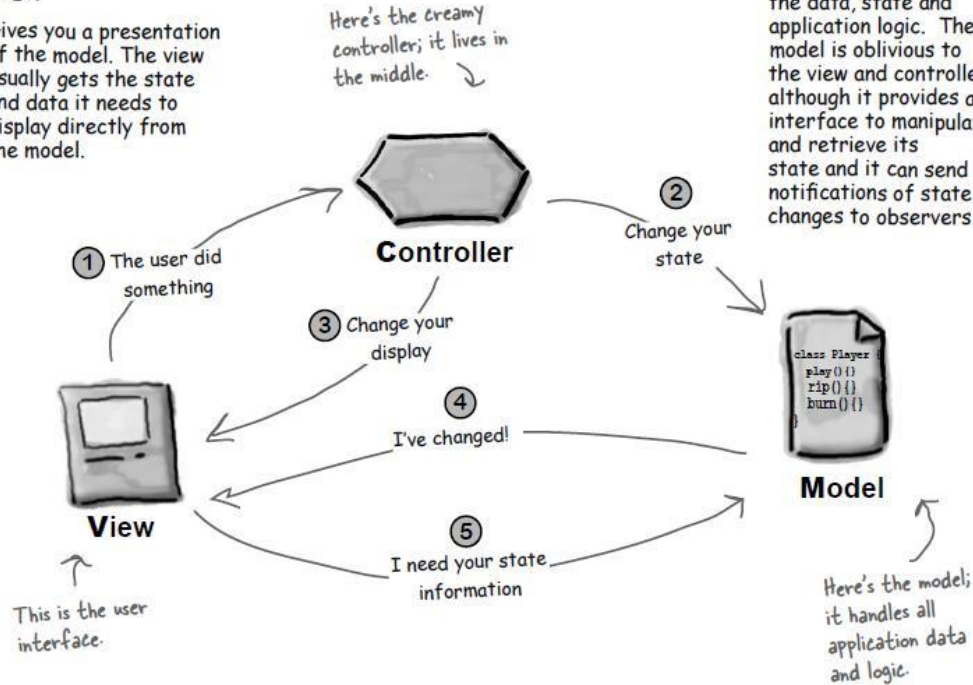 ives you a presentation
f the model. The view
sually gets the state
nd data it needs to
isplay directly from
he model.
Here's the creamy
controller; it lives in
the middle.
the data, state and
application logic. The
model is oblivious to
the view and controlle
although it provides a
interface to manipula
and retrieve its
state and it can send
notifications of state
changes to observers
Controller
1 The user did
something
2
Change your
state
3 Change your
display
class Player {
play(){}
rip(){}
burn(){}
}
4
I've changed!
Model
View
5
I need your state
information
This is the user
interface.
Here's the model;
it handles all
application data
and logic.